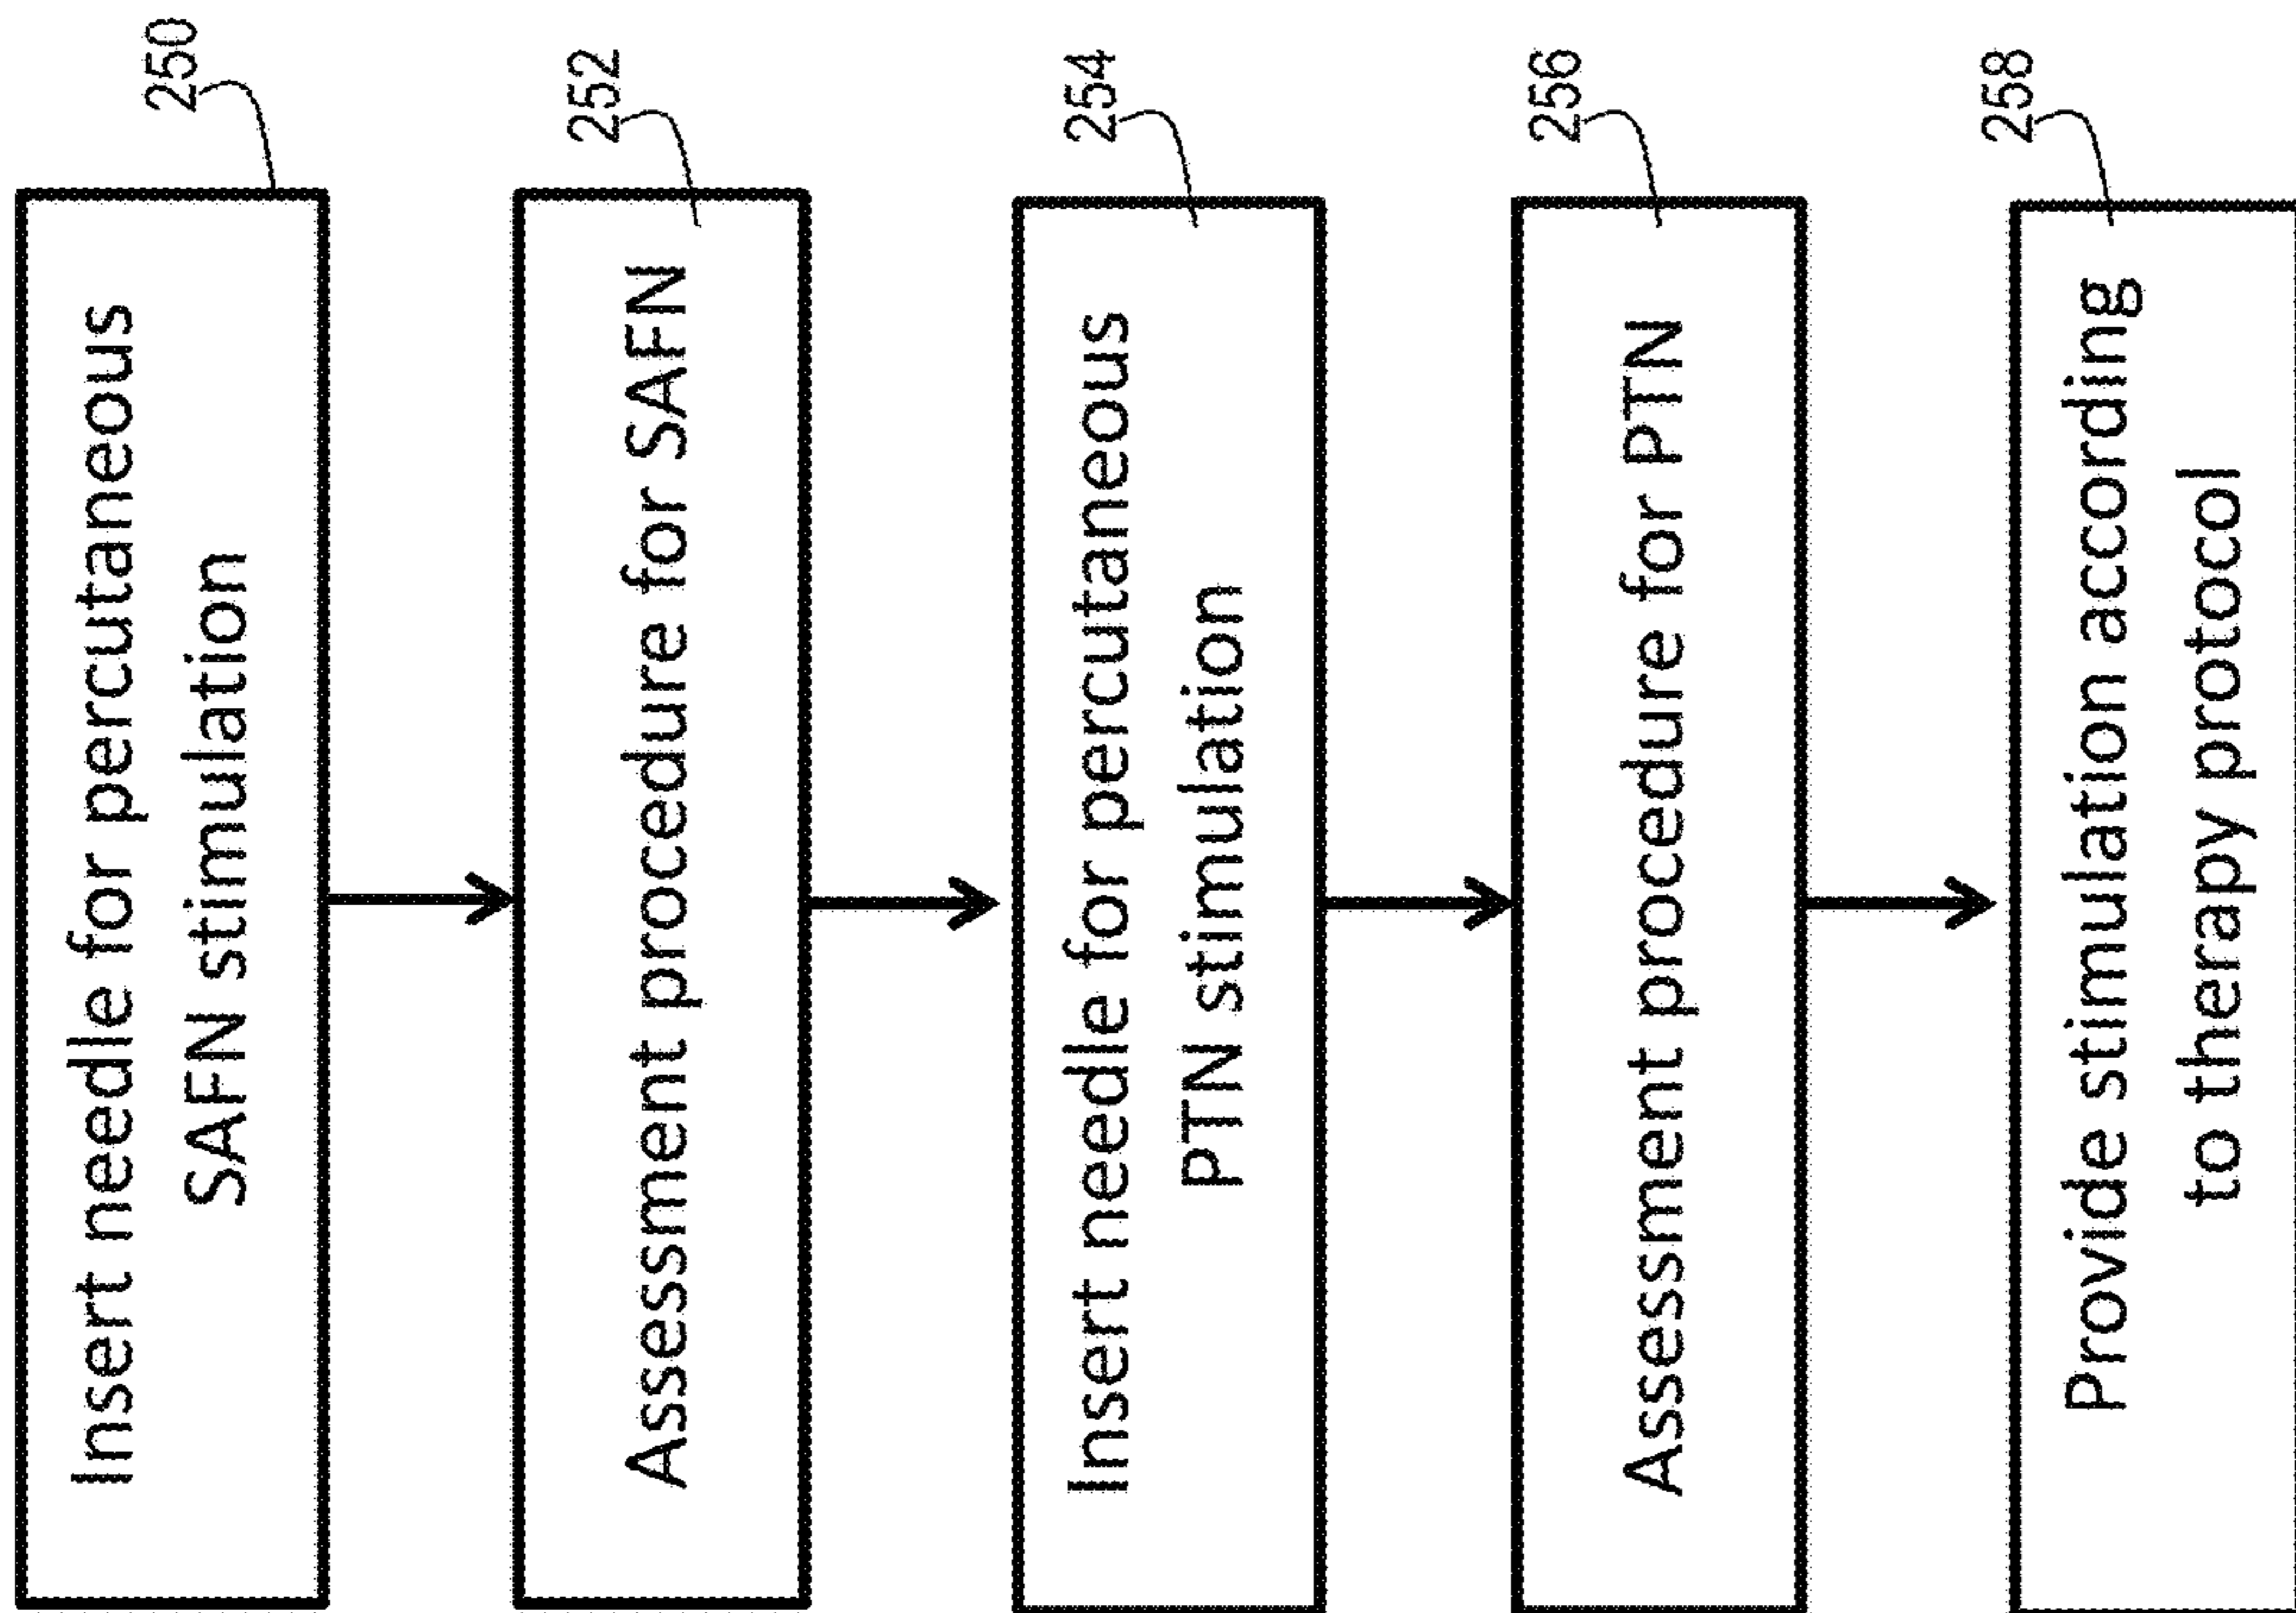 250
Insert needle for percutaneous
SAFN stimulation
252
Assessment procedure for SAFN
254
Insert needle for percutaneous
PTN stimulation
256
Assessment procedure for PTN
258
Provide stimulation according
to therapy protocol